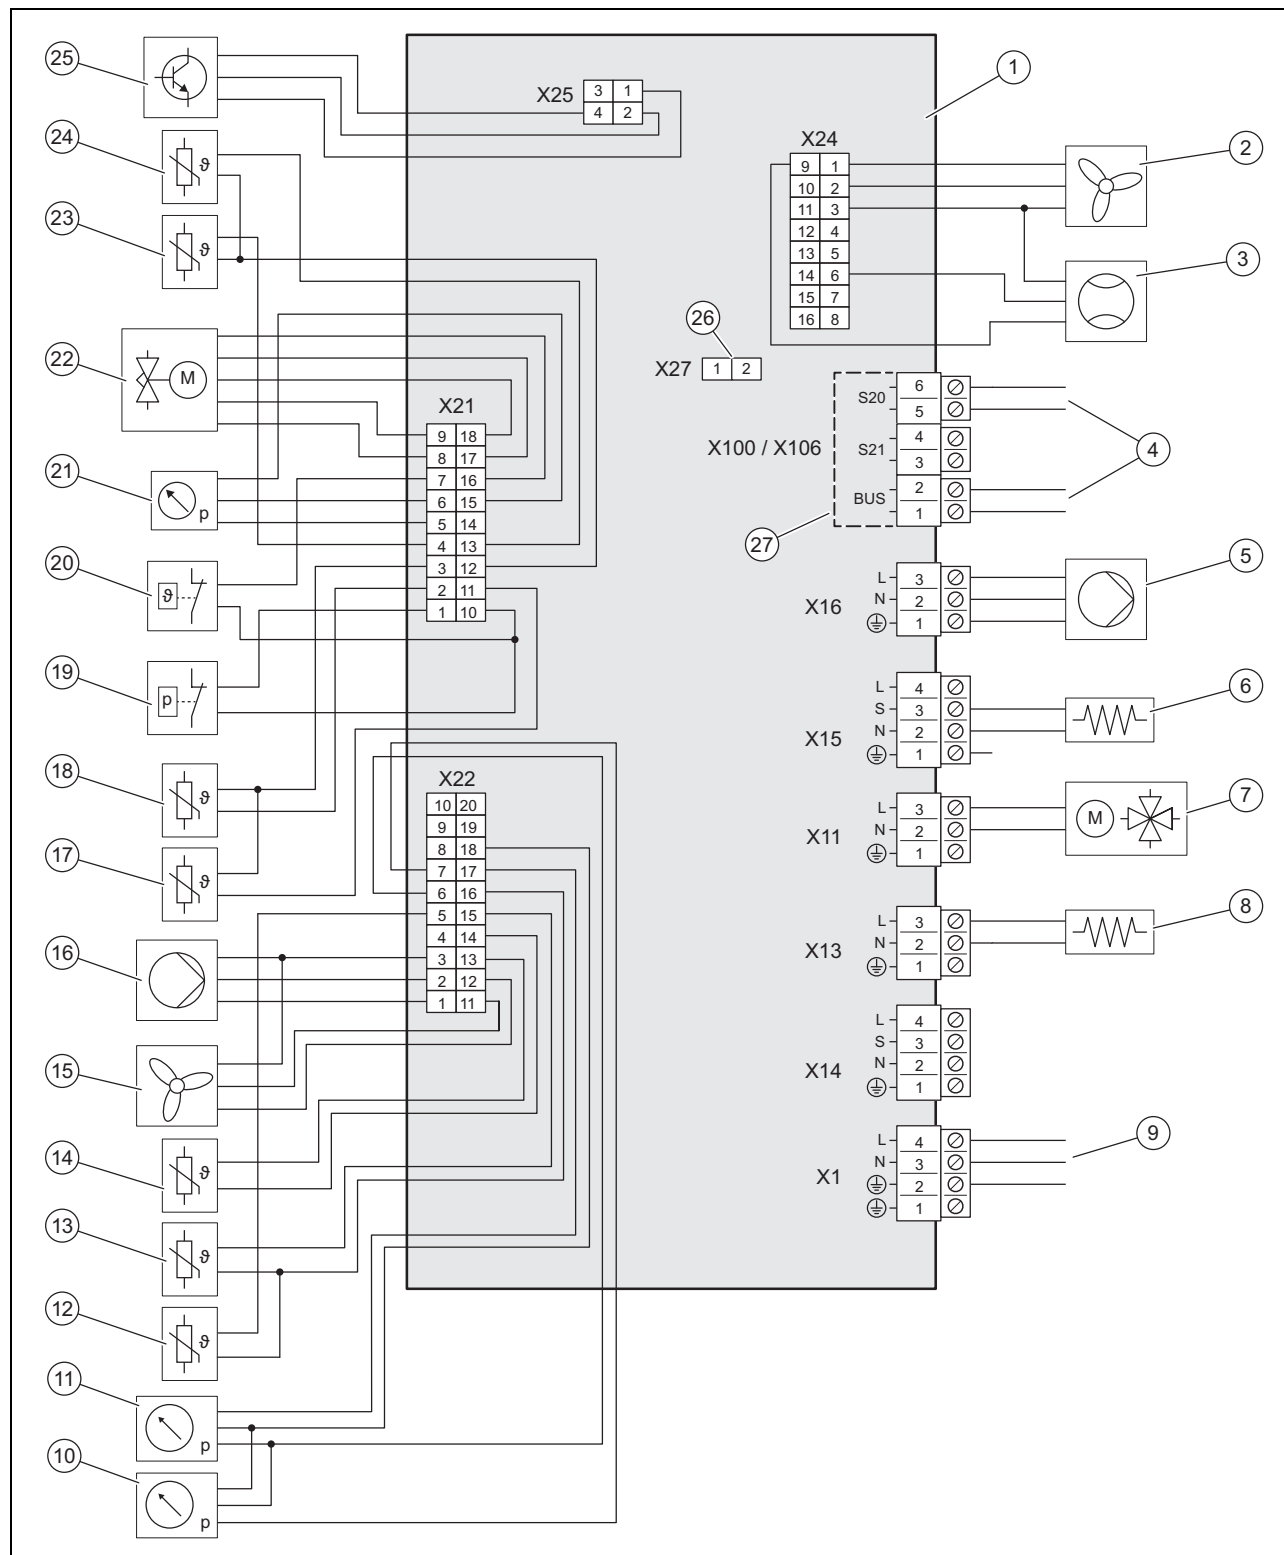 25
24
23
22
21
20
19
18
17
16
15
14
13
12
11
10
ϑ
ϑ
M
p
ϑ
p
ϑ
ϑ
ϑ
ϑ
ϑ
p
p
X25
3 1
4 2
X24
9 1
10 2
11 3
12 4
13 5
14 6
15 7
16 8
26
X27 1 2
X21
9 18
8 17
7 16
6 15
5 14
4 13
3 12
2 11
1 10
X22
10 20
9 19
8 18
7 17
6 16
5 15
4 14
3 13
2 12
1 11
X100 / X106
S20 6
5
S21 4
3
BUS 2
1
27
X16
L 3
N 2
1
X15
L 4
S 3
N 2
1
X11
L 3
N 2
1
M
X13
L 3
N 2
1
X14
L 4
S 3
N 2
1
X1
L 4
N 3
2
1
1
2
3
4
5
6
7
8
9